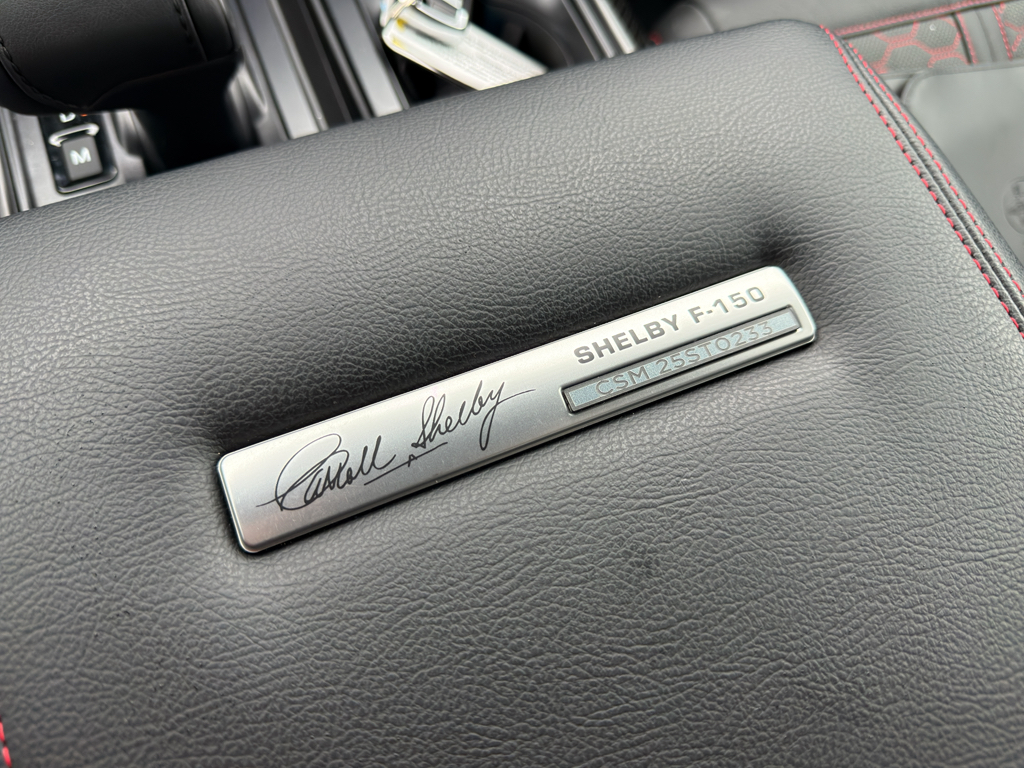 M
Carroll Shelby
SHELBY F-150
CSM 25ST0233